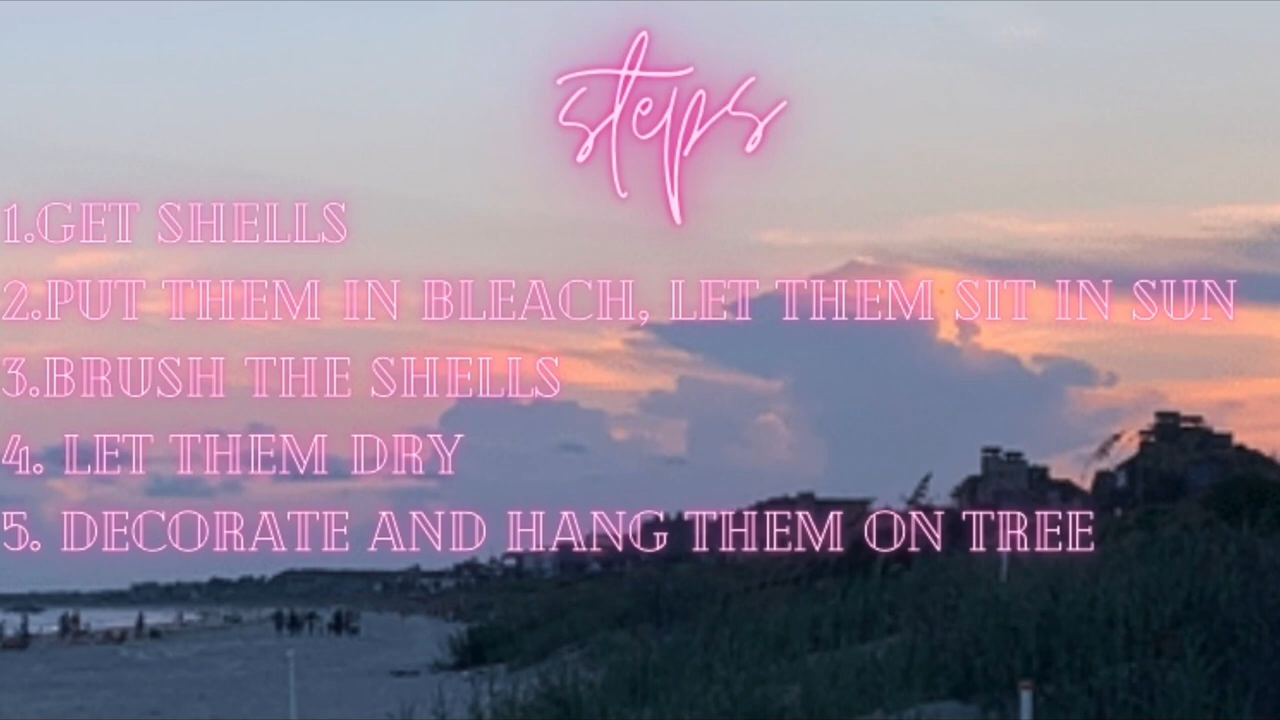 steps
1.GET SHELLS
2.PUT THEM IN BLEACH, LET THEM SIT IN SUN
3.BRUSH THE SHELLS
4. LET THEM DRY
5. DECORATE AND HANG THEM ON TREE